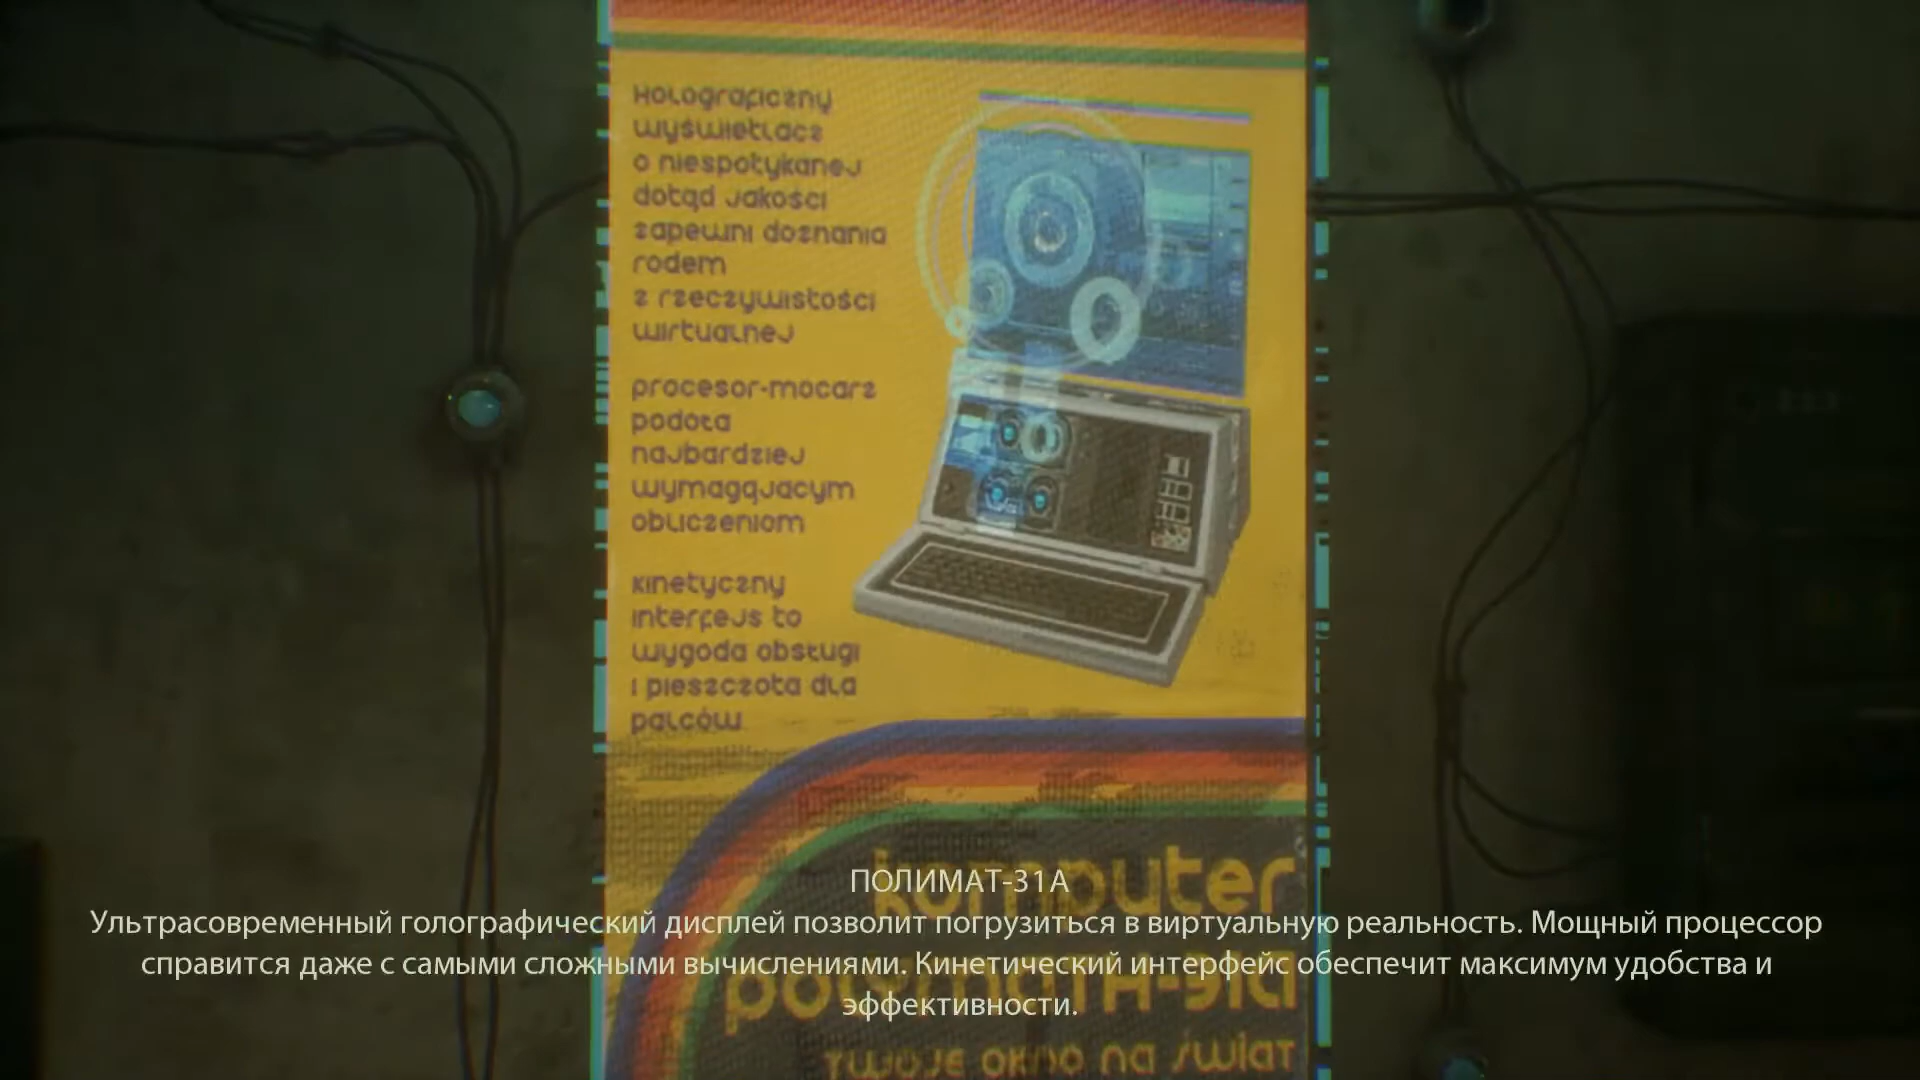 Holograficzny
wyświetlacz
o niespotykanej
dotąd jakości
zapewni doznania
rodem
z rzeczywistości
wirtualnej
procesor-mocarz
podoła
najbardziej
wymagającym
obliczeniom
kinetyczny
interfejs to
wygoda obsługi
i pieszczota dla
palców
komputer
ПОЛИМАТ-31А
Ультрасовременный голографический дисплей позволит погрузиться в виртуальную реальность. Мощный процессор
справится даже с самыми сложными вычислениями. Кинетический интерфейс обеспечит максимум удобства и
эффективности.
TWOJE OKNO NA ŚWIAT